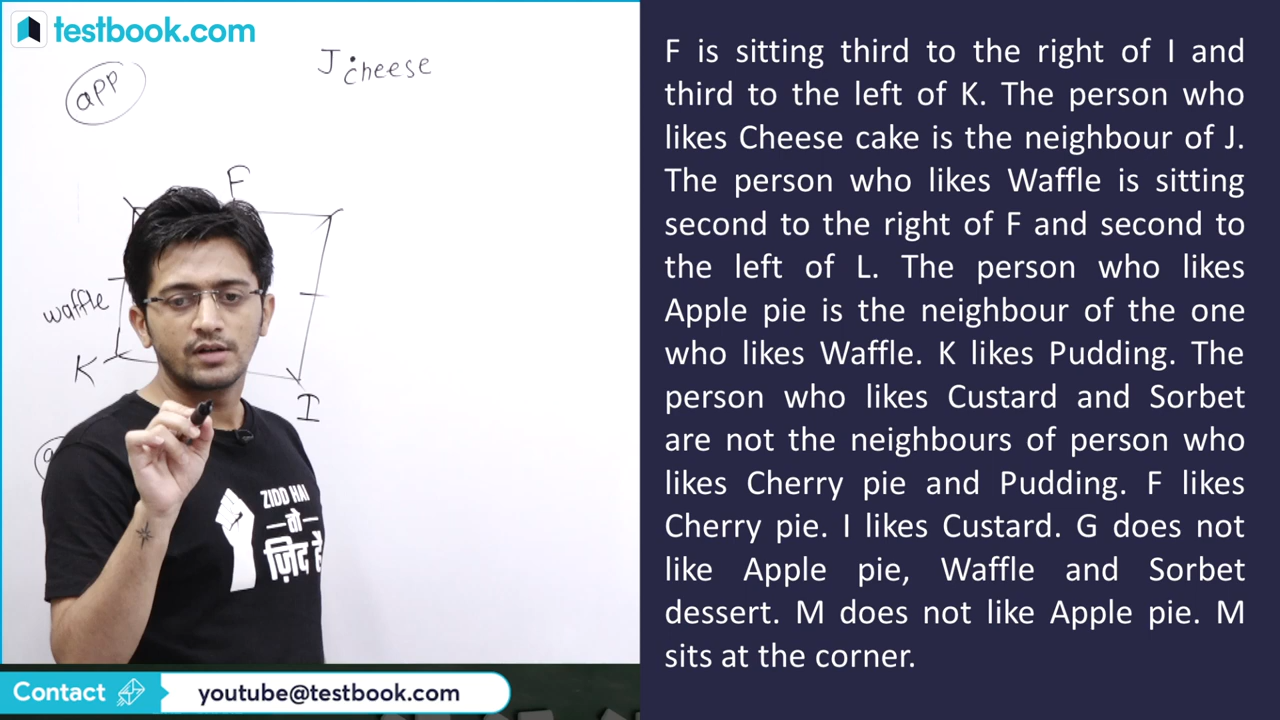 testbook.com
J cheese
app
F
waffle
K
I
a
ZIDD HAI
तो
ज़िद है
F is sitting third to the right of I and
third to the left of K. The person who
likes Cheese cake is the neighbour of J.
The person who likes Waffle is sitting
second to the right of F and second to
the left of L. The person who likes
Apple pie is the neighbour of the one
who likes Waffle. K likes Pudding. The
person who likes Custard and Sorbet
are not the neighbours of person who
likes Cherry pie and Pudding. F likes
Cherry pie. I likes Custard. G does not
like Apple pie, Waffle and Sorbet
dessert. M does not like Apple pie. M
sits at the corner.
Contact
youtube@testbook.com